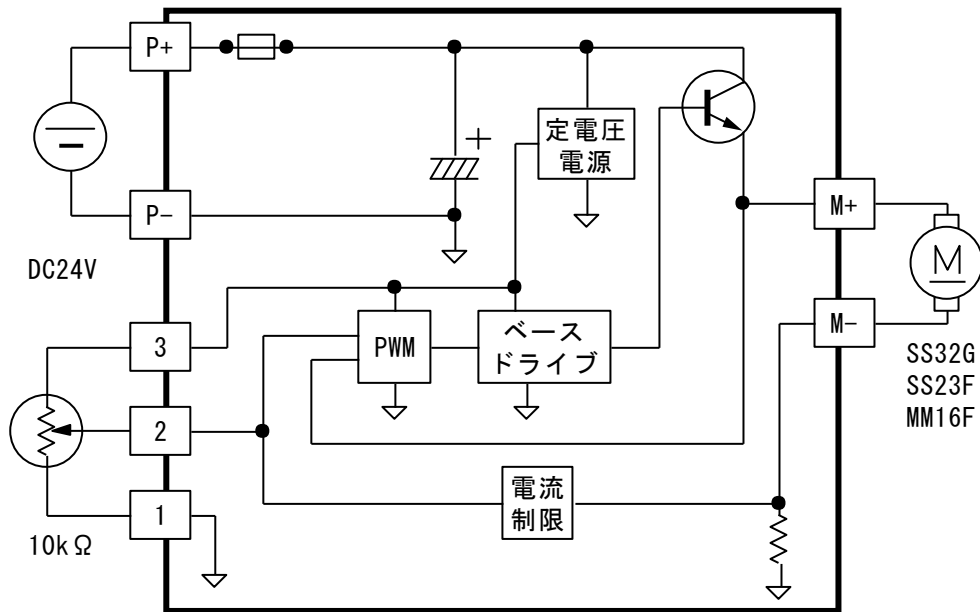 P+
定電圧
電源
P-
M+
M
DC24V
M-
3
PWM
ベース
ドライブ
SS32G
SS23F
MM16F
2
電流
制限
1
10kΩ